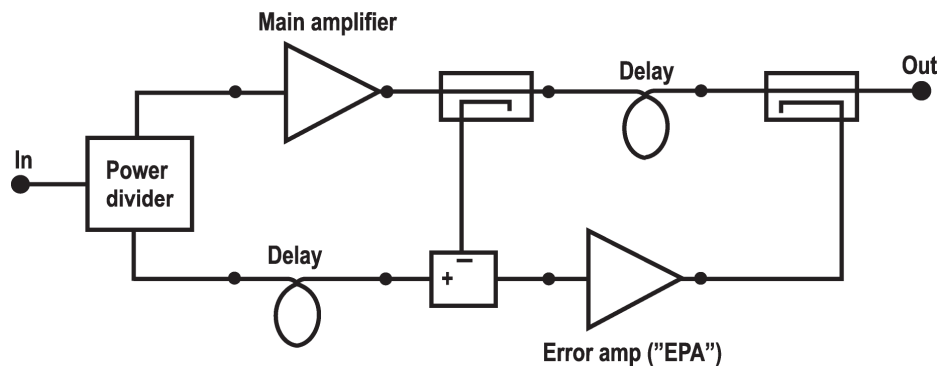 Main amplifier
Delay
Out
In
Power
divider
Delay
−
+
Error amp (”EPA”)